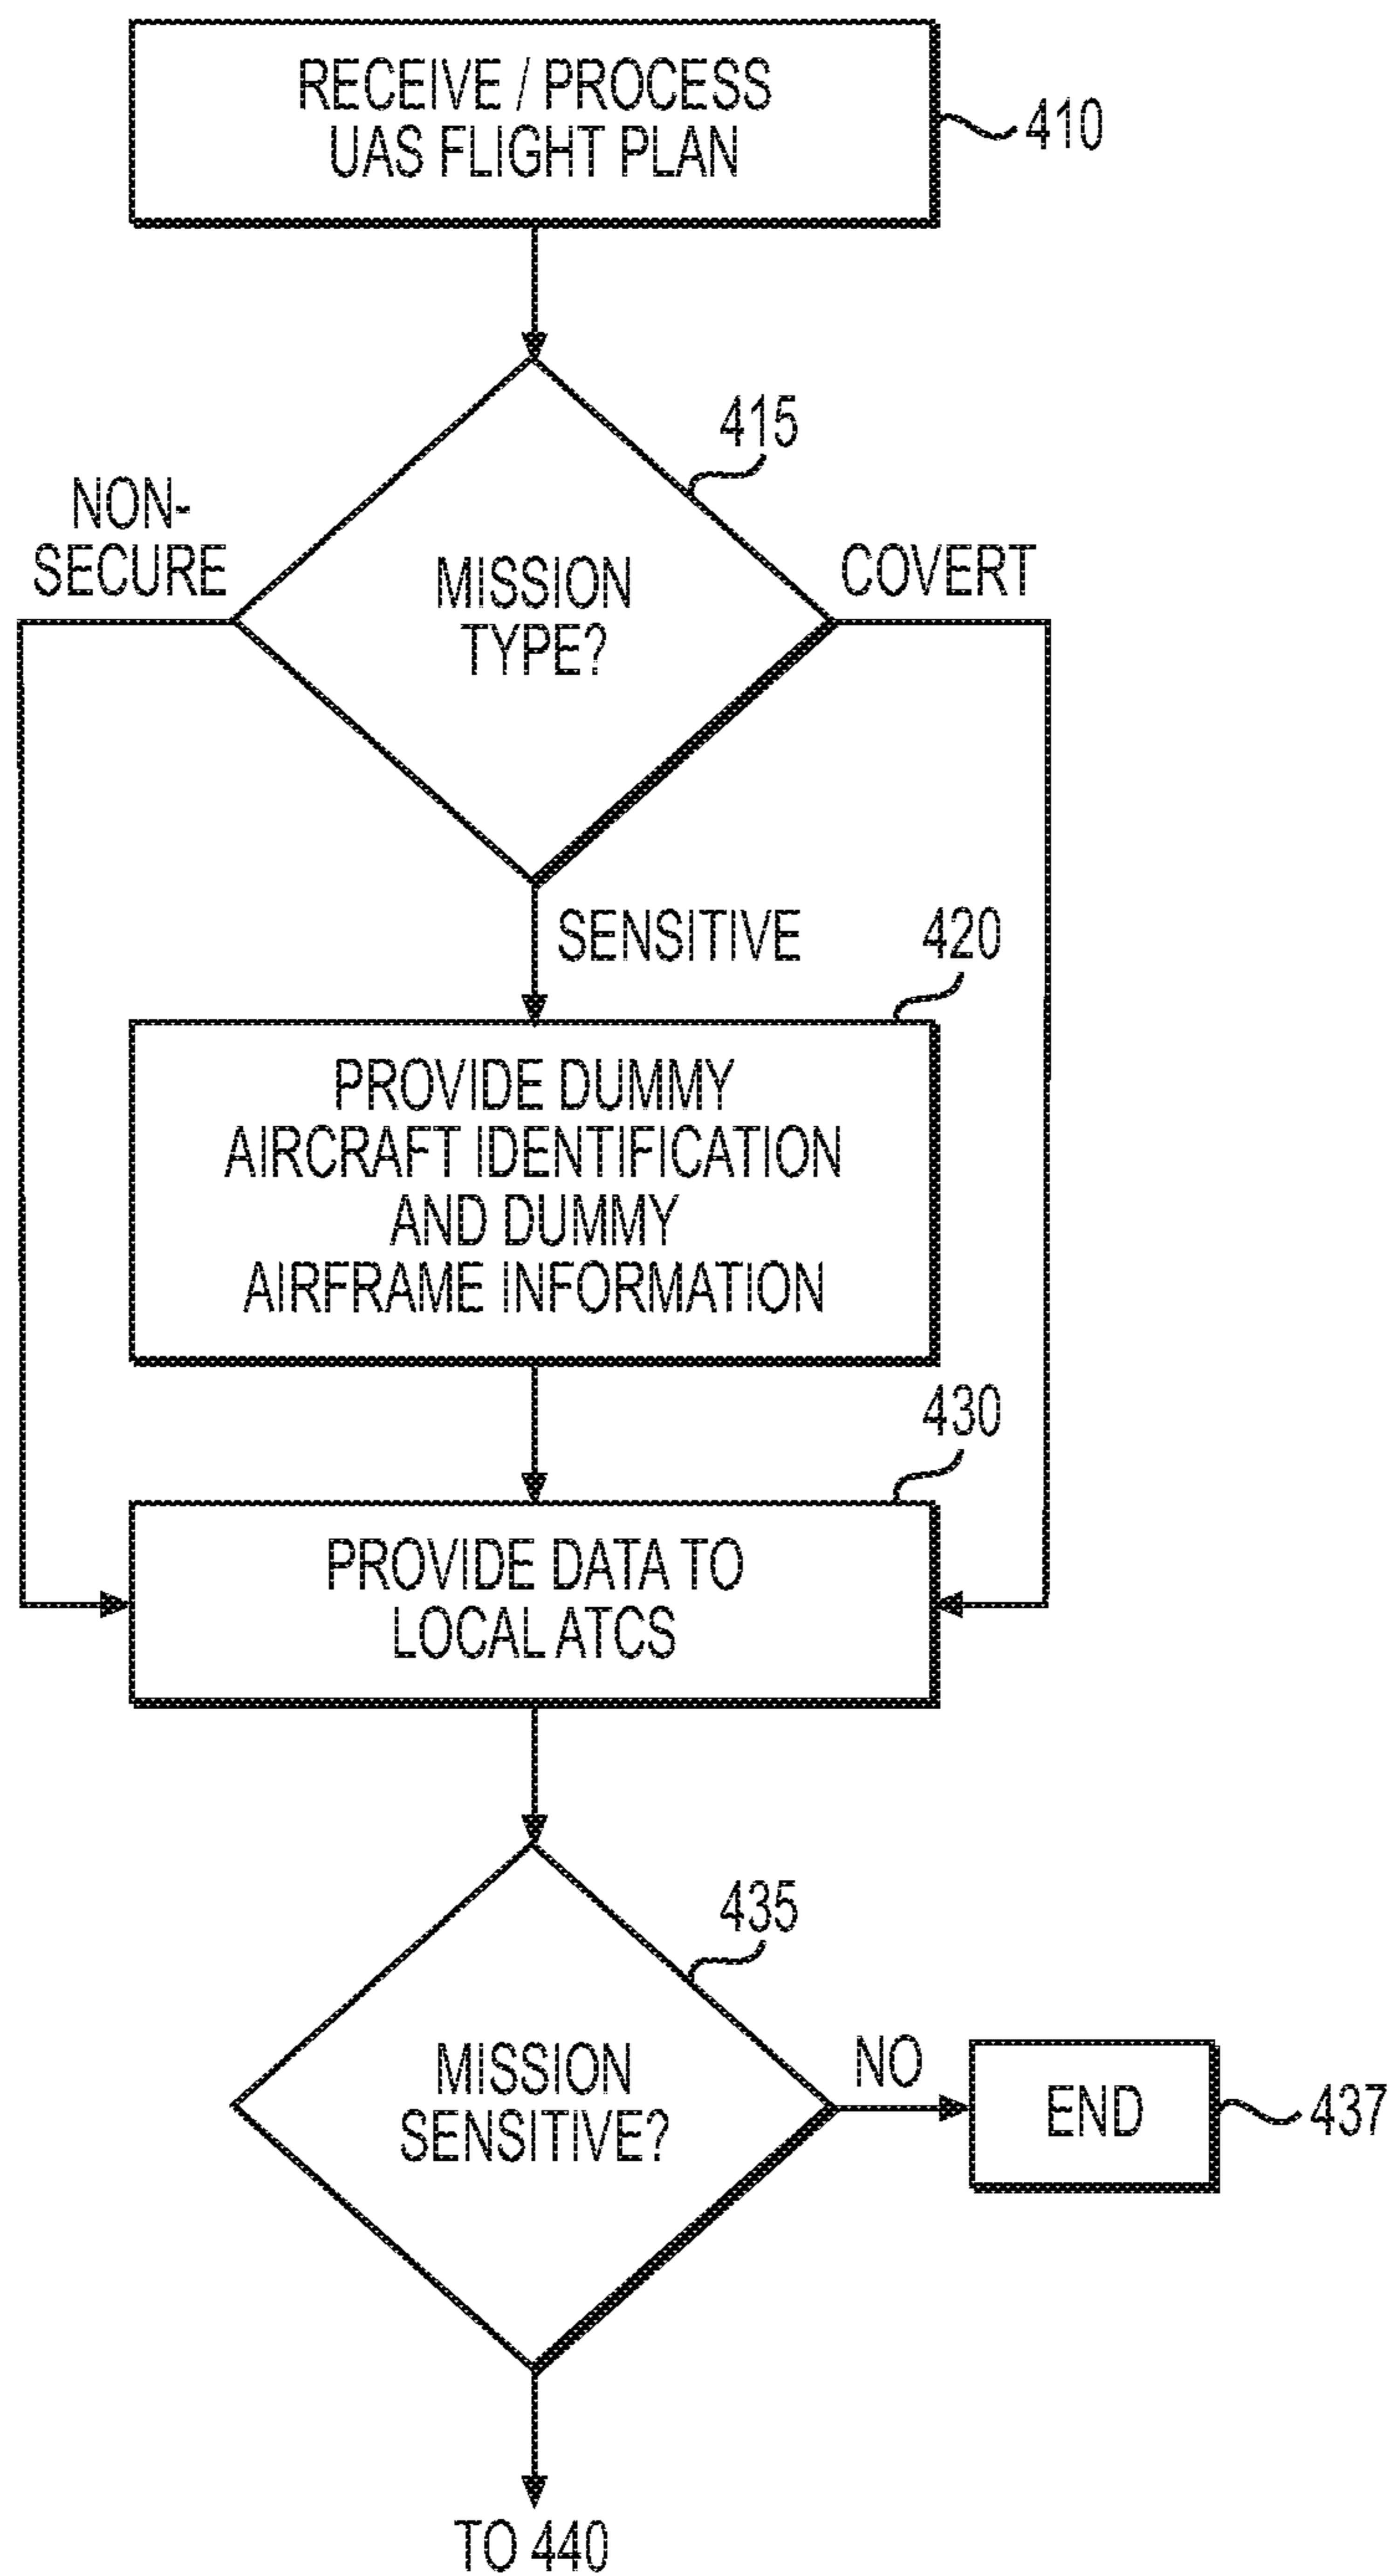 RECEIVE / PROCESS
UAS FLIGHT PLAN
410
415
NON-
SECURE
MISSION
TYPE?
COVERT
SENSITIVE
420
PROVIDE DUMMY
AIRCRAFT IDENTIFICATION
AND DUMMY
AIRFRAME INFORMATION
430
PROVIDE DATA TO
LOCAL ATCS
435
MISSION
SENSITIVE?
NO
END
437
TO 440